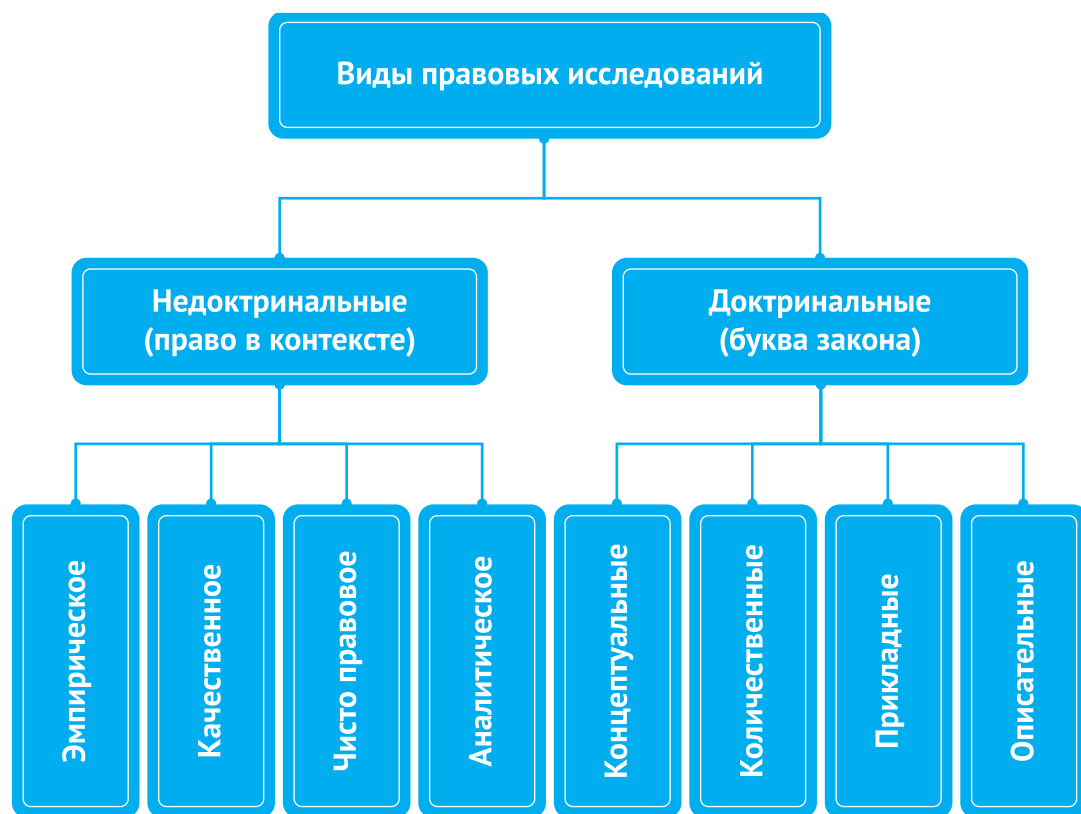 Виды правовых исследований
Недоктринальные
(право в контексте)
Доктринальные
(буква закона)
Эмпирическое
Качественное
Чисто правовое
Аналитическое
Концептуальные
Количественные
Прикладные
Описательные